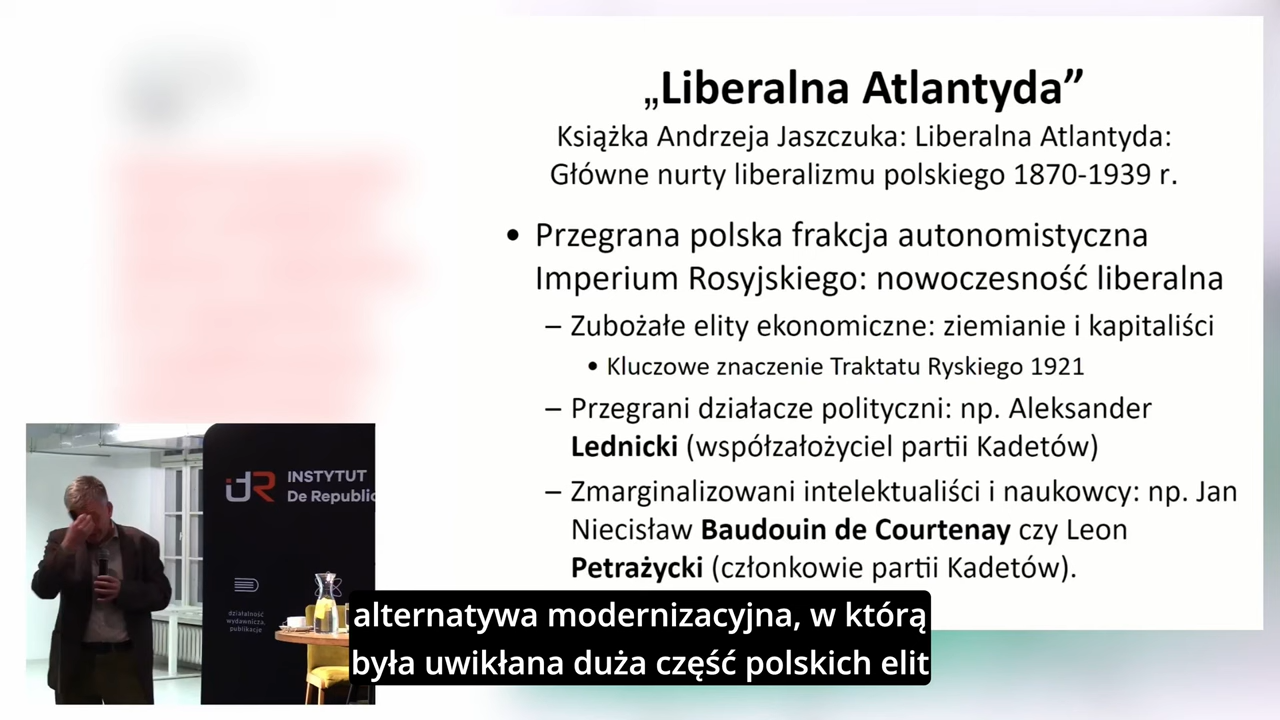 „Liberalna Atlantyda”
Książka Andrzeja Jaszczuka: Liberalna Atlantyda:
Główne nurty liberalizmu polskiego 1870-1939 r.
• Przegrana polska frakcja autonomistyczna
Imperium Rosyjskiego: nowoczesność liberalna
– Zubożałe elity ekonomiczne: ziemianie i kapitaliści
• Kluczowe znaczenie Traktatu Ryskiego 1921
– Przegrani działacze polityczni: np. Aleksander
Lednicki (współzałożyciel partii Kadetów)
– Zmarginalizowani intelektualiści i naukowcy: np. Jan
Niecisław Baudouin de Courtenay czy Leon
Petrażycki (członkowie partii Kadetów).
idR INSTYTUT
De Republic
działalność
wydawnicza,
publikacje
alternatywa modernizacyjna, w którą
była uwikłana duża część polskich elit